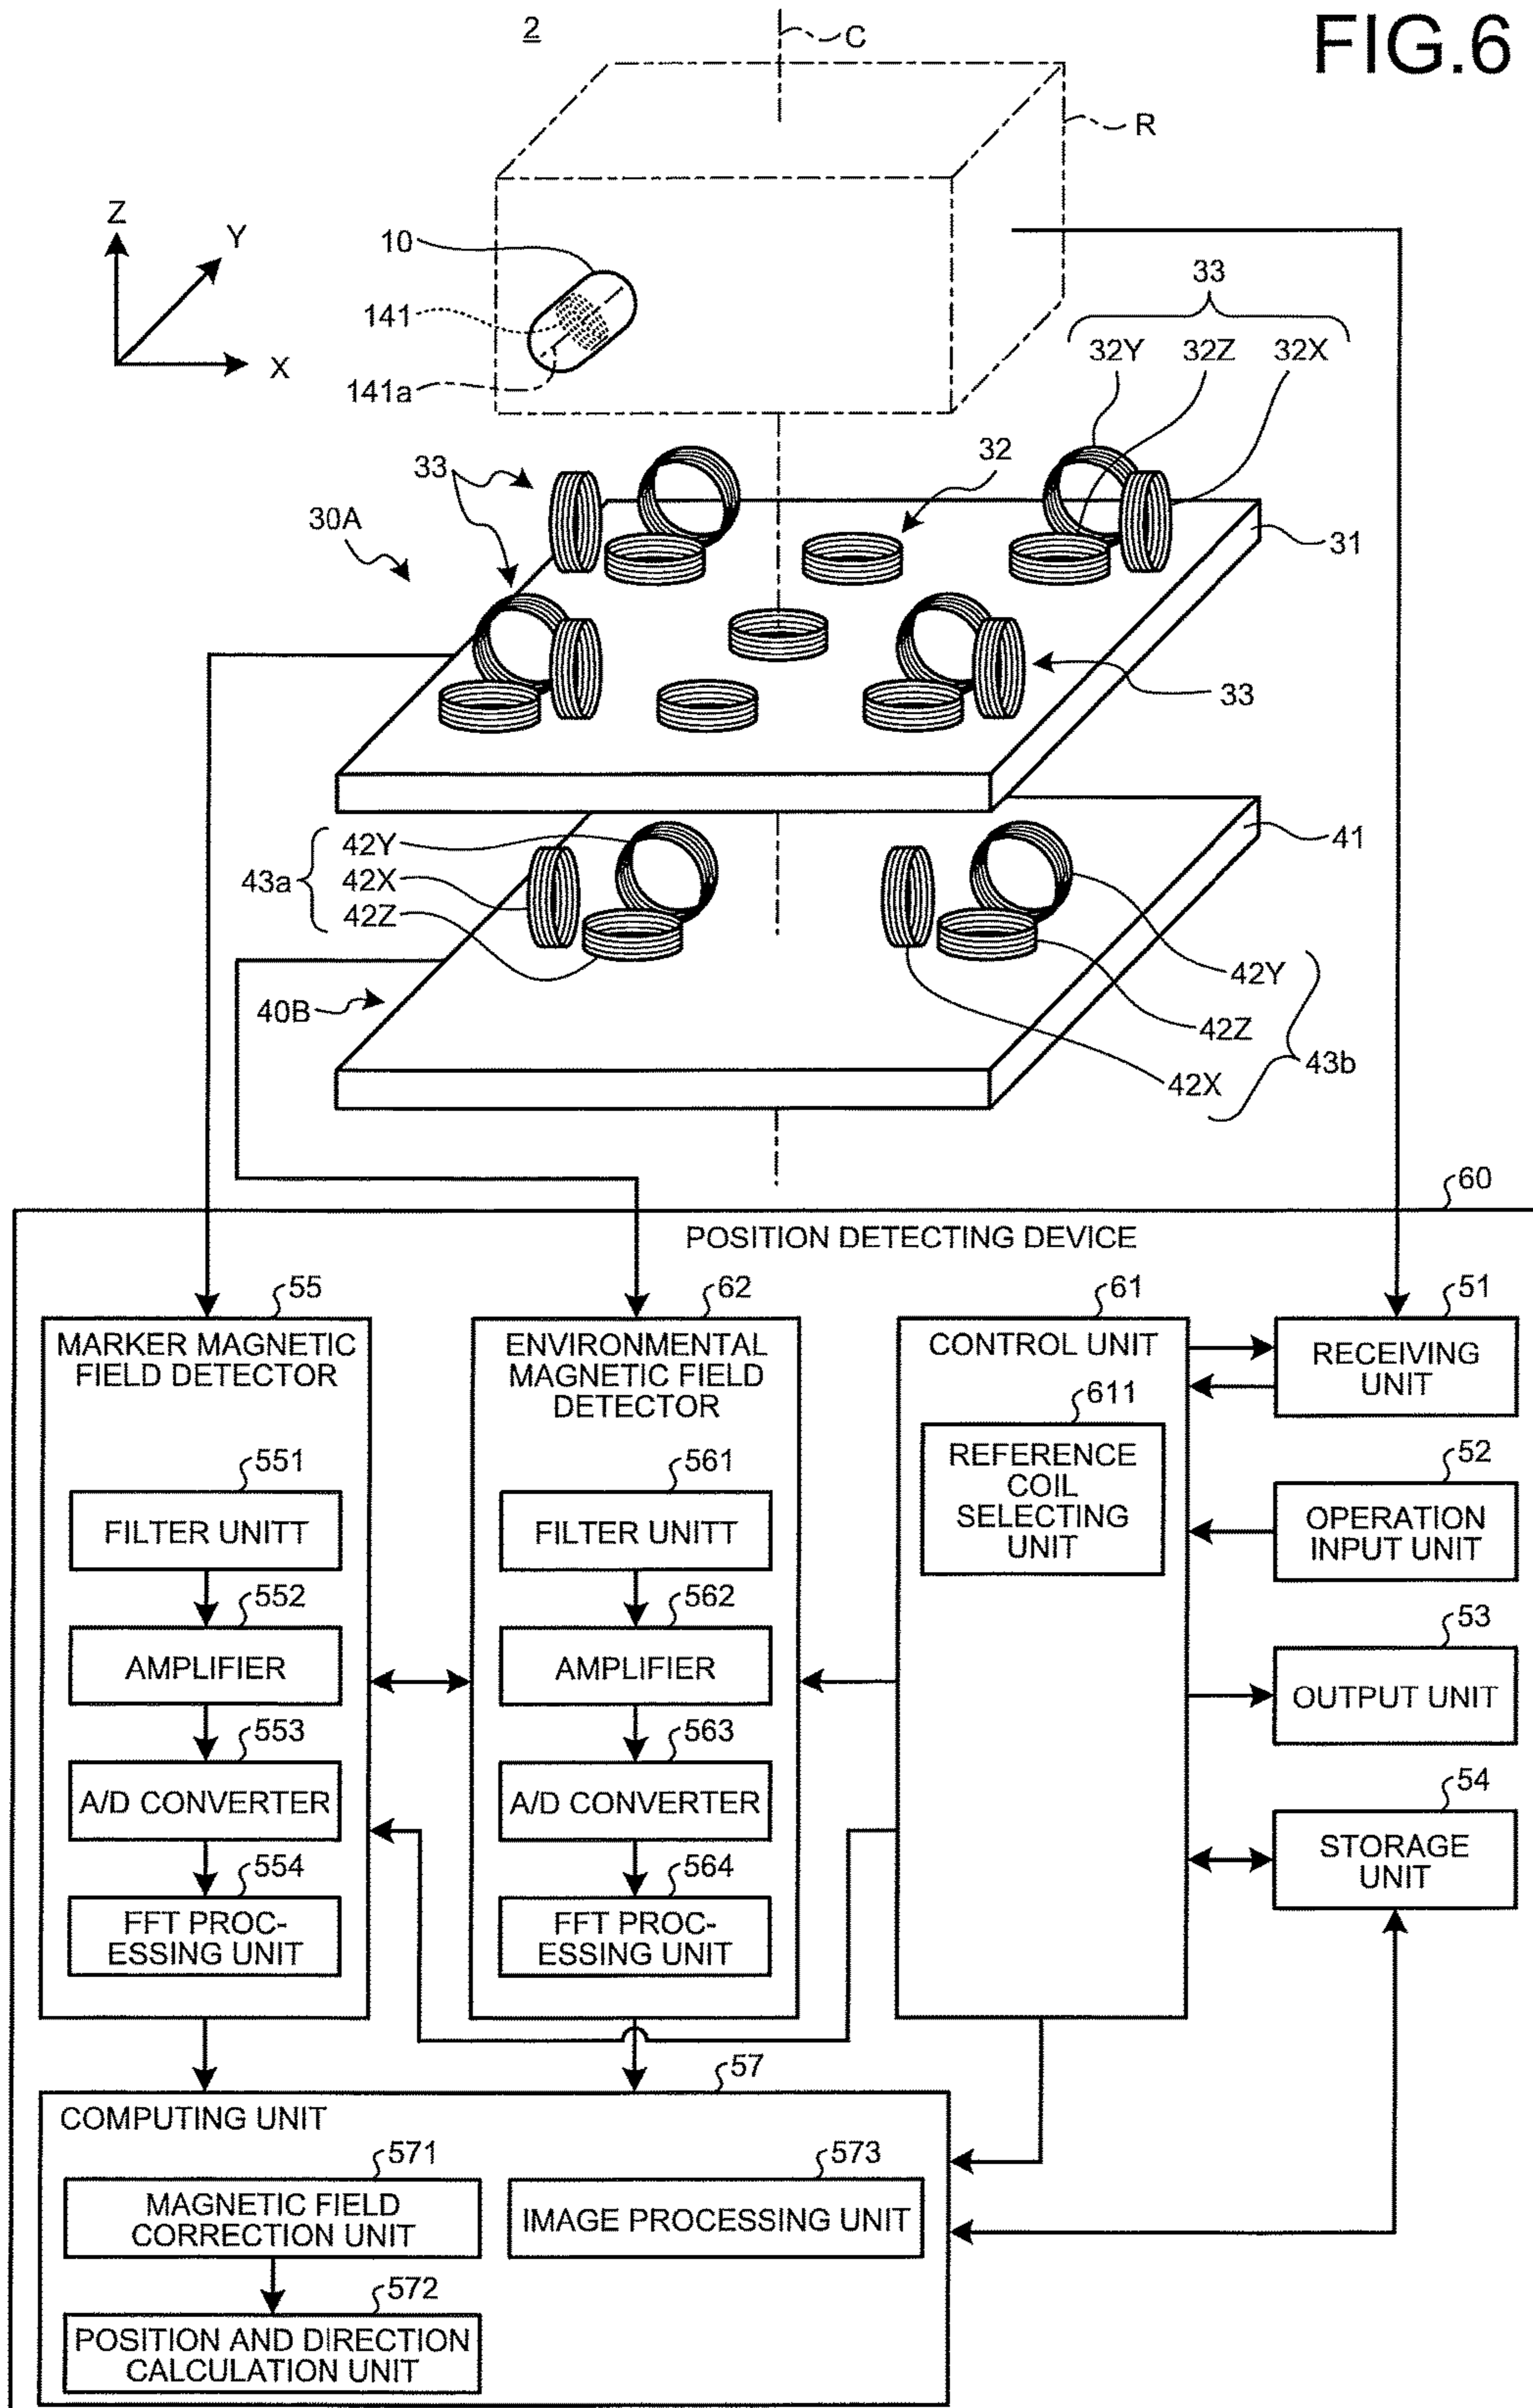 FIG.6
2
C
R
Z
Y
X
10
141
141a
33
32Y 32Z 32X
33
32
30A
31
33
43a
42Y
42X
42Z
41
40B
42Y
42Z
42X
43b
60
POSITION DETECTING DEVICE
55
MARKER MAGNETIC
FIELD DETECTOR
551
FILTER UNITT
552
AMPLIFIER
553
A/D CONVERTER
554
FFT PROC-
ESSING UNIT
62
ENVIRONMENTAL
MAGNETIC FIELD
DETECTOR
561
FILTER UNITT
562
AMPLIFIER
563
A/D CONVERTER
564
FFT PROC-
ESSING UNIT
61
CONTROL UNIT
611
REFERENCE
COIL
SELECTING
UNIT
51
RECEIVING
UNIT
52
OPERATION
INPUT UNIT
53
OUTPUT UNIT
54
STORAGE
UNIT
57
COMPUTING UNIT
571
MAGNETIC FIELD
CORRECTION UNIT
572
POSITION AND DIRECTION
CALCULATION UNIT
573
IMAGE PROCESSING UNIT